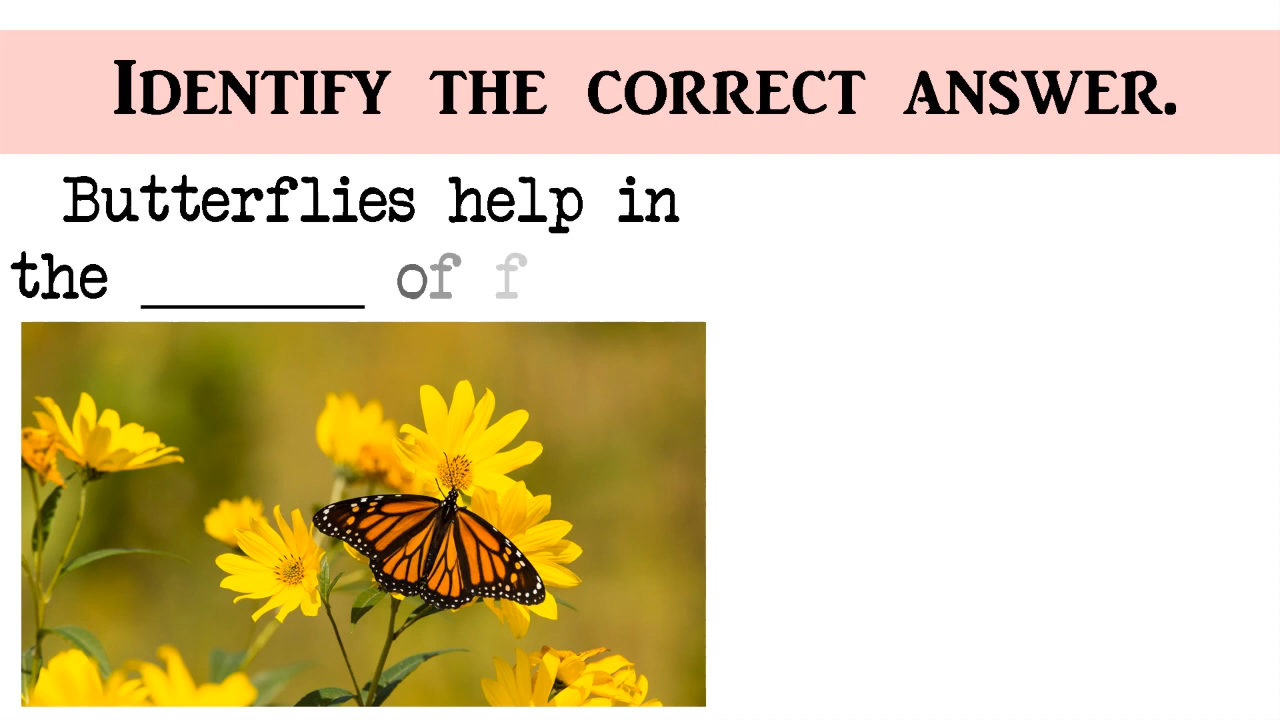 Identify the correct answer.
Butterflies help in
the _______ of f